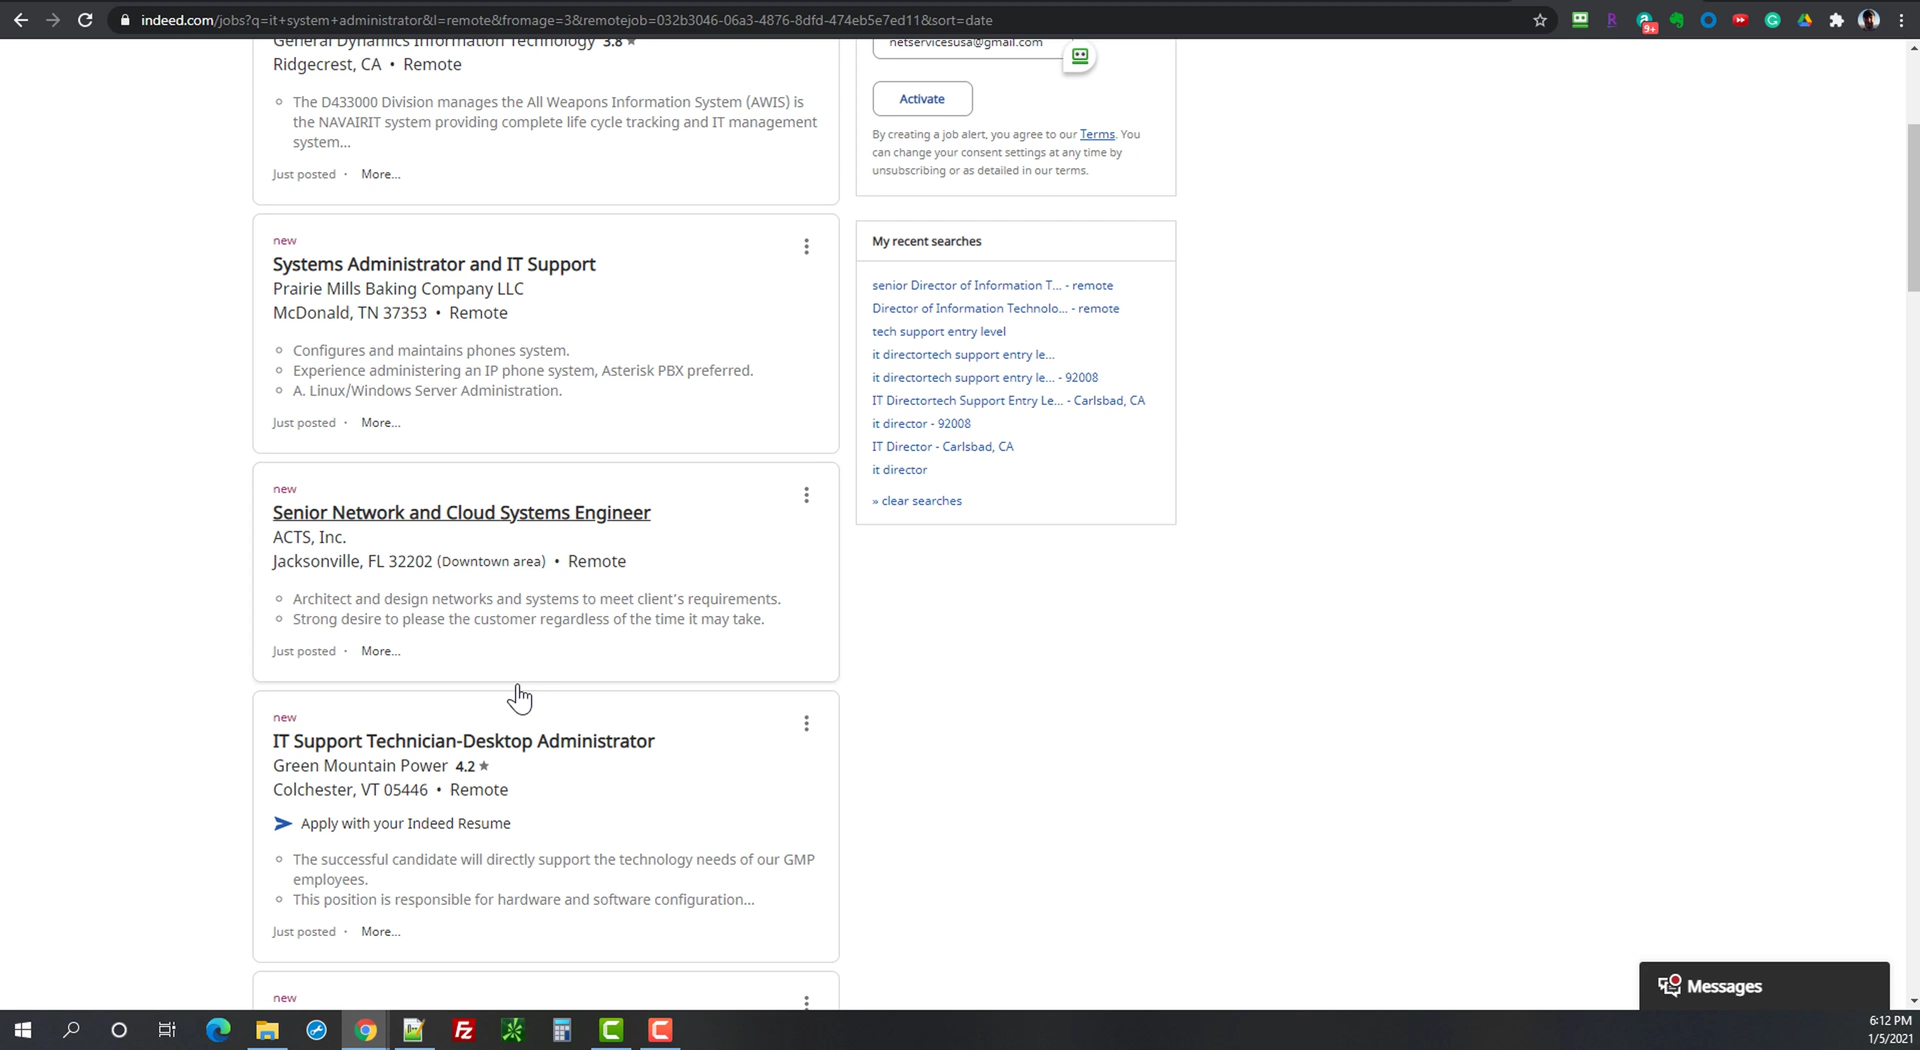 indeed.com/jobs?q=it+system+administrator&l=remote&fromage=3&remotejob=032b3046-06a3-4876-8dfd-474eb5e7ed11&sort=date
9+
General Dynamics Information Technology 3.8
Ridgecrest, CA • Remote
The D433000 Division manages the All Weapons Information System (AWIS) is
the NAVAIRIT system providing complete life cycle tracking and IT management
system...
Just posted · More...
new
Systems Administrator and IT Support
Prairie Mills Baking Company LLC
McDonald, TN 37353 • Remote
Configures and maintains phones system.
Experience administering an IP phone system, Asterisk PBX preferred.
A. Linux/Windows Server Administration.
Just posted · More...
new
Senior Network and Cloud Systems Engineer
ACTS, Inc.
Jacksonville, FL 32202 (Downtown area) • Remote
Architect and design networks and systems to meet client's requirements.
Strong desire to please the customer regardless of the time it may take.
Just posted · More...
new
IT Support Technician-Desktop Administrator
Green Mountain Power 4.2
Colchester, VT 05446 • Remote
Apply with your Indeed Resume
The successful candidate will directly support the technology needs of our GMP
employees.
This position is responsible for hardware and software configuration...
Just posted · More...
new
netservicesusa@gmail.com
Activate
By creating a job alert, you agree to our Terms. You
can change your consent settings at any time by
unsubscribing or as detailed in our terms.
My recent searches
senior Director of Information T... - remote
Director of Information Technolo... - remote
tech support entry level
it directortech support entry le...
it directortech support entry le... - 92008
IT Directortech Support Entry Le... - Carlsbad, CA
it director - 92008
IT Director - Carlsbad, CA
it director
» clear searches
Messages
6:12 PM
1/5/2021